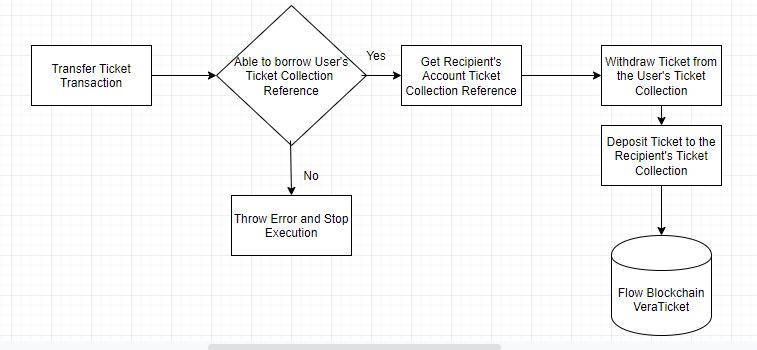 Transfer Ticket
Transaction
Able to borrow User's
Ticket Collection
Reference
Yes
Get Recipient's
Account Ticket
Collection Reference
Withdraw Ticket from
the User's Ticket
Collection
Deposit Ticket to the
Recipient's Ticket
Collection
No
Throw Error and Stop
Execution
Flow Blockchain
VeraTicket